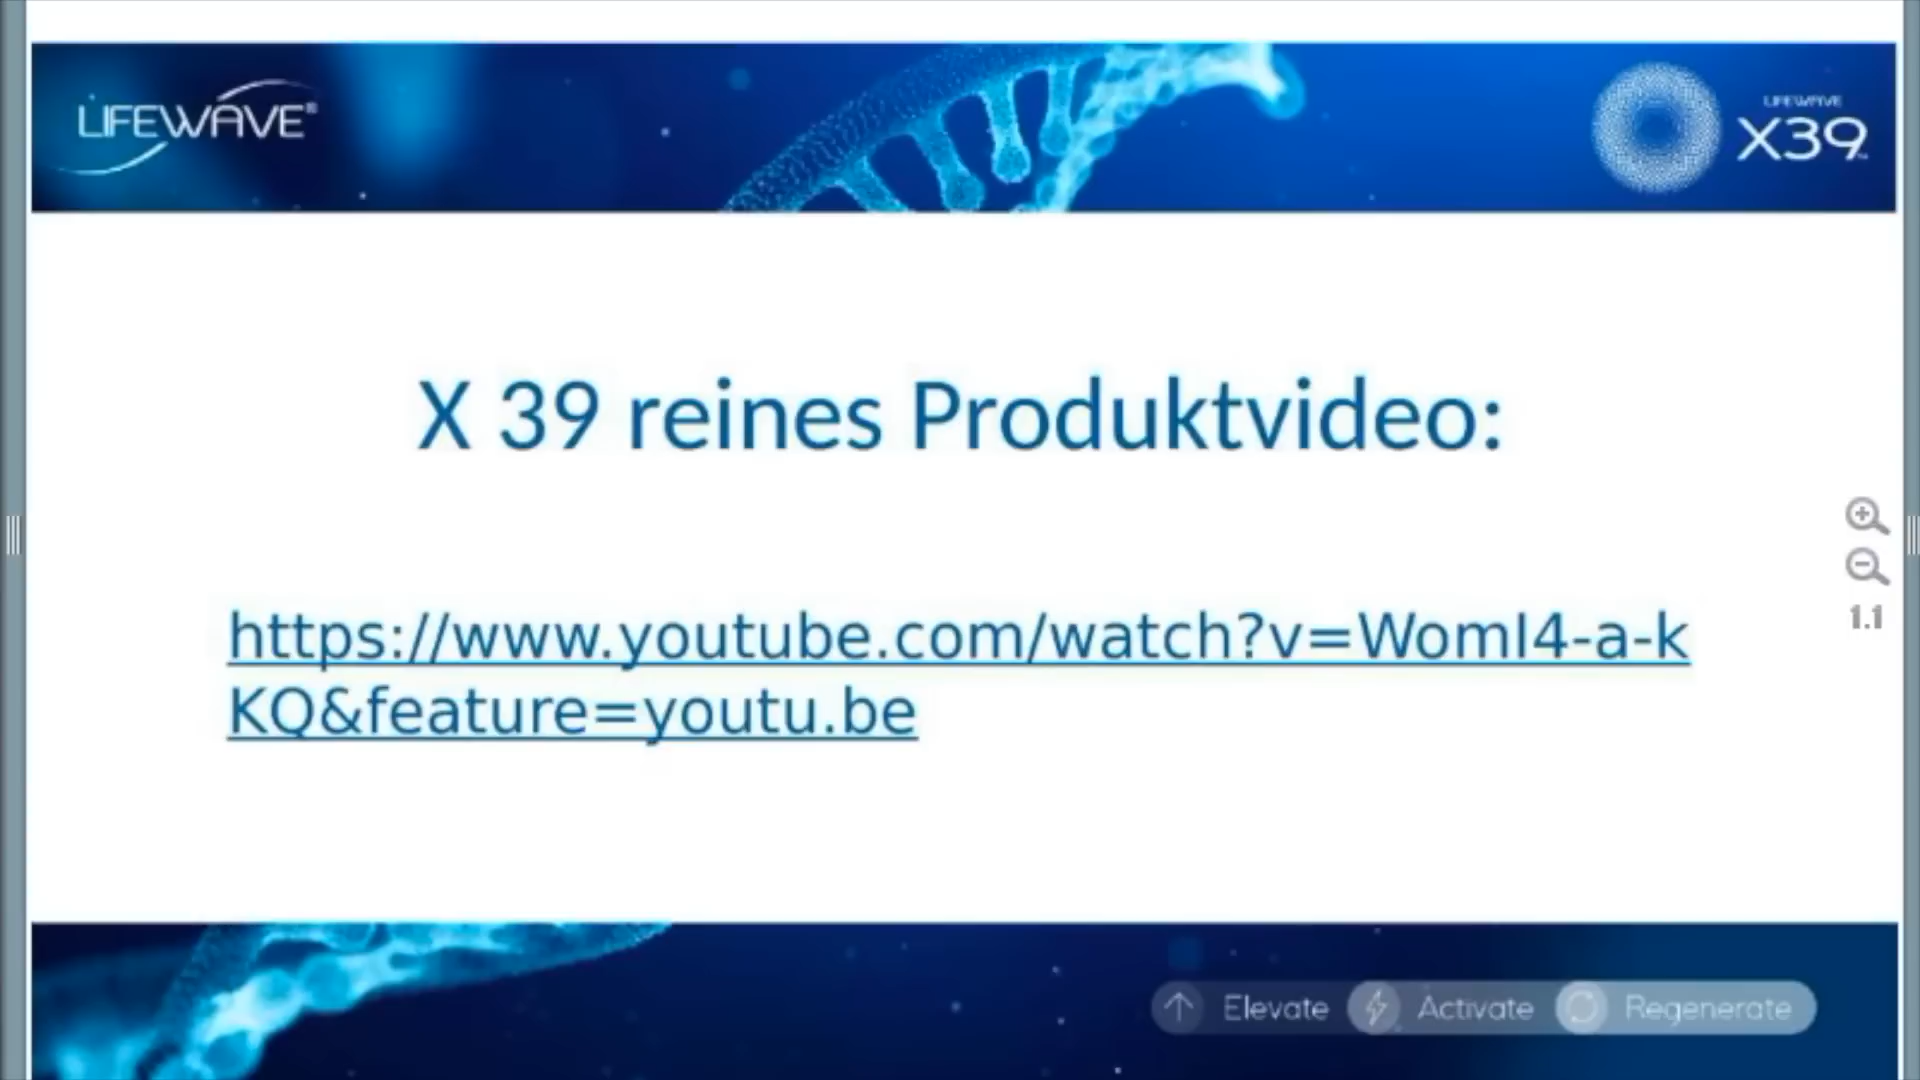 LIFEWAVE®
LIFEWAVE
X39™
X 39 reines Produktvideo:
https://www.youtube.com/watch?v=WomI4-a-k
KQ&feature=youtu.be
1.1
Elevate Activate Regenerate